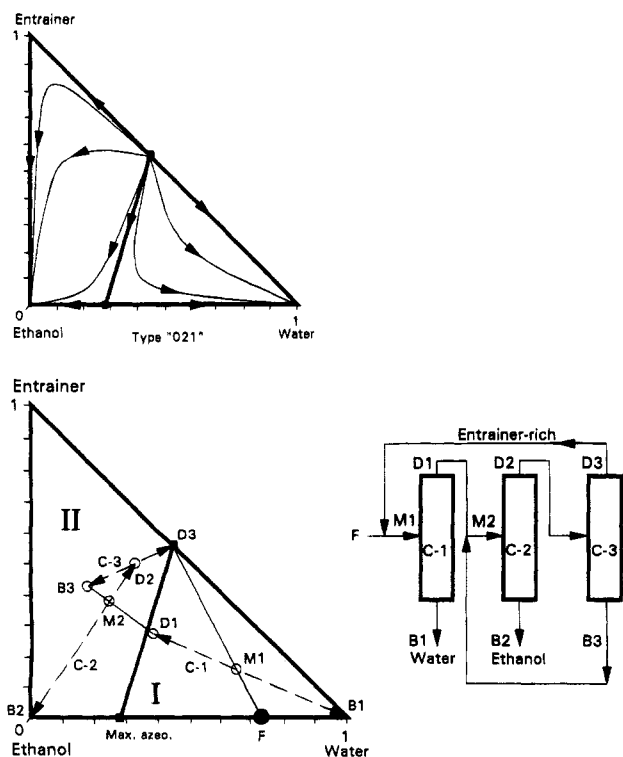 Entrainer
1
0
1
Ethanol
Type "021"
Water
Entrainer
1
II
D3
C-3
B3
D2
M2
D1
C-2
C-1
M1
I
B2
B1
0
Max. azeo.
F
1
Ethanol
Water
Entrainer-rich
D1
D2
D3
F
M1
C-1
M2
C-2
C-3
B1
B2
B3
Water
Ethanol